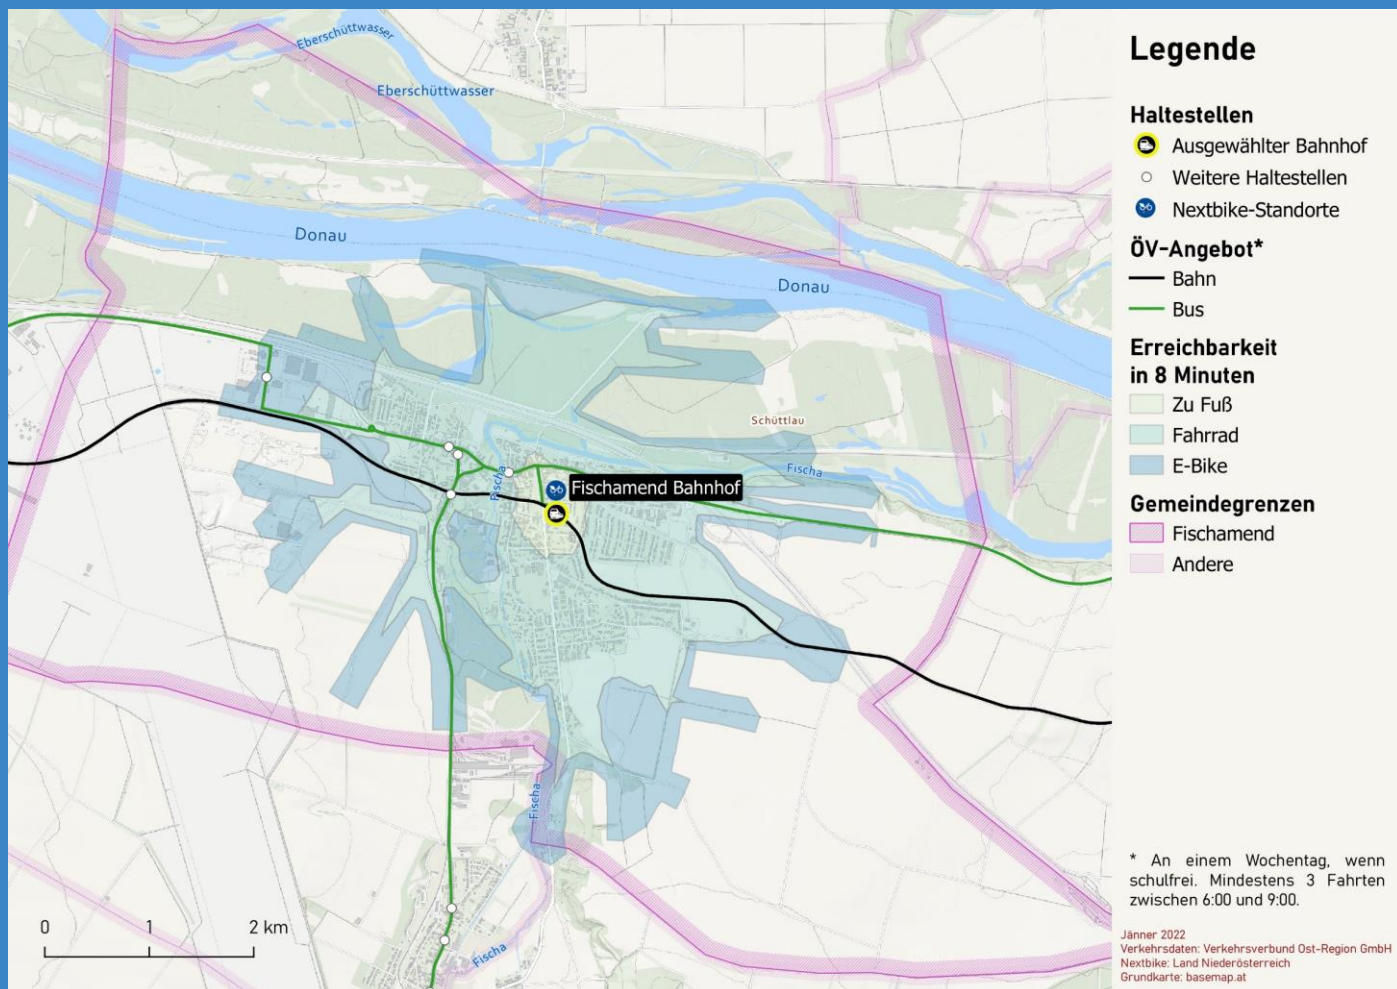 Eberschüttwasser
Eberschüttwasser
Donau
Donau
Schüttlau
Fischa
Fischa
Fischamend Bahnhof
Fischa
Fischa
0 1 2 km
Legende
Haltestellen
Ausgewählter Bahnhof
Weitere Haltestellen
Nextbike-Standorte
ÖV-Angebot*
Bahn
Bus
Erreichbarkeit
in 8 Minuten
Zu Fuß
Fahrrad
E-Bike
Gemeindegrenzen
Fischamend
Andere
* An einem Wochentag, wenn
schulfrei. Mindestens 3 Fahrten
zwischen 6:00 und 9:00.
Jänner 2022
Verkehrsdaten: Verkehrsverbund Ost-Region GmbH
Nextbike: Land Niederösterreich
Grundkarte: basemap.at